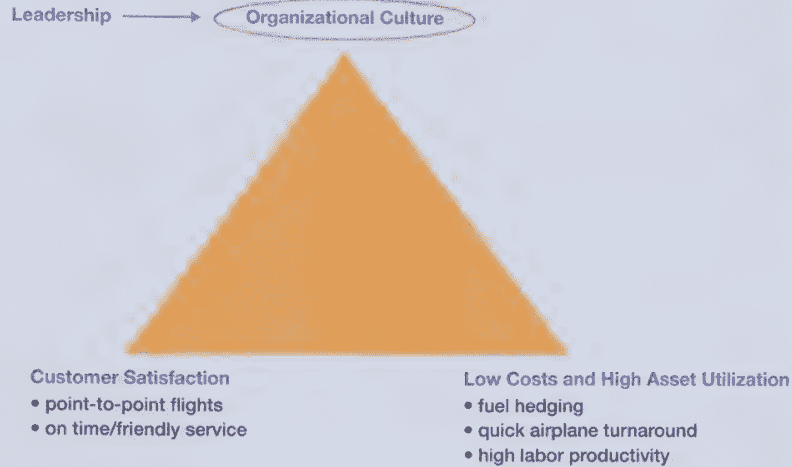 Leadership
Organizational Culture
Customer Satisfaction
• point-to-point flights
• on time/friendly service
Low Costs and High Asset Utilization
• fuel hedging
• quick airplane turnaround
• high labor productivity